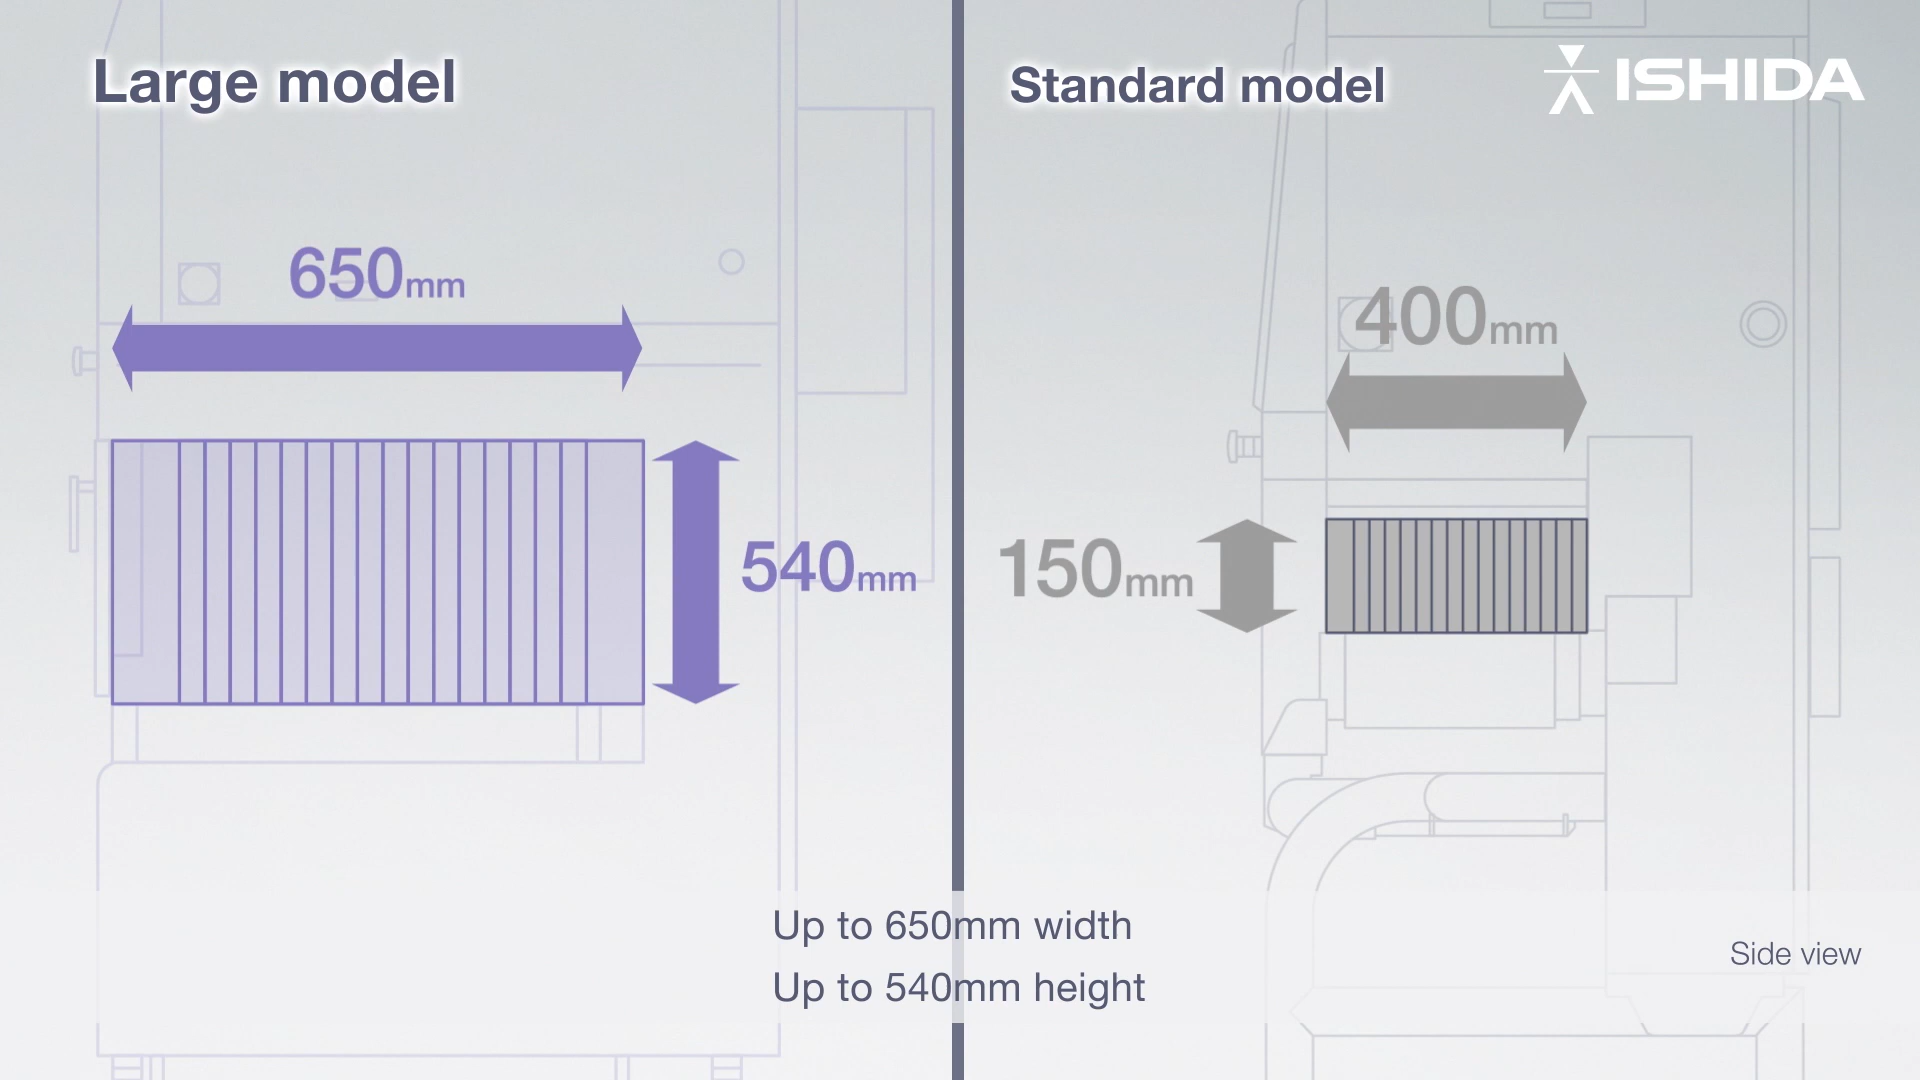 Large model
Standard model
ISHIDA
650mm
400mm
540mm
150mm
Up to 650mm width
Up to 540mm height
Side view